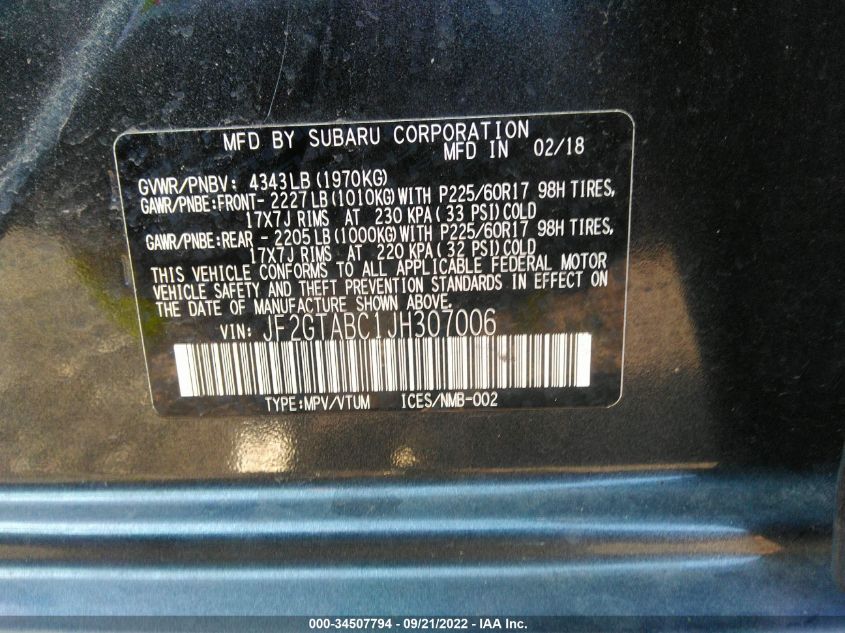 MFD BY SUBARU CORPORATION
MFD IN 02/18
GVWR/PNBV: 4343LB (1970KG)
GAWR/PNBE:FRONT- 2227LB (1010KG) WITH P225/60R17 98H TIRES,
17X7J RIMS AT 230 KPA (33 PSI) COLD
GAWR/PNBE:REAR - 2205LB (1000KG) WITH P225/60R17 98H TIRES,
17X7J RIMS AT 220 KPA (32 PSI) COLD
THIS VEHICLE CONFORMS TO ALL APPLICABLE FEDERAL MOTOR
VEHICLE SAFETY AND THEFT PREVENTION STANDARDS IN EFFECT ON
THE DATE OF MANUFACTURE SHOWN ABOVE.
VIN: JF2GTABC1JH307006
TYPE:MPV/VTUM ICES/NMB-002
000-34507794 - 09/21/2022 - IAA Inc.